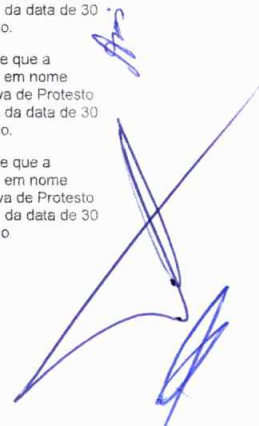 da data de 30
o.
e que a
em nome
va de Protesto
da data de 30
o.
e que a
em nome
va de Protesto
da data de 30
o